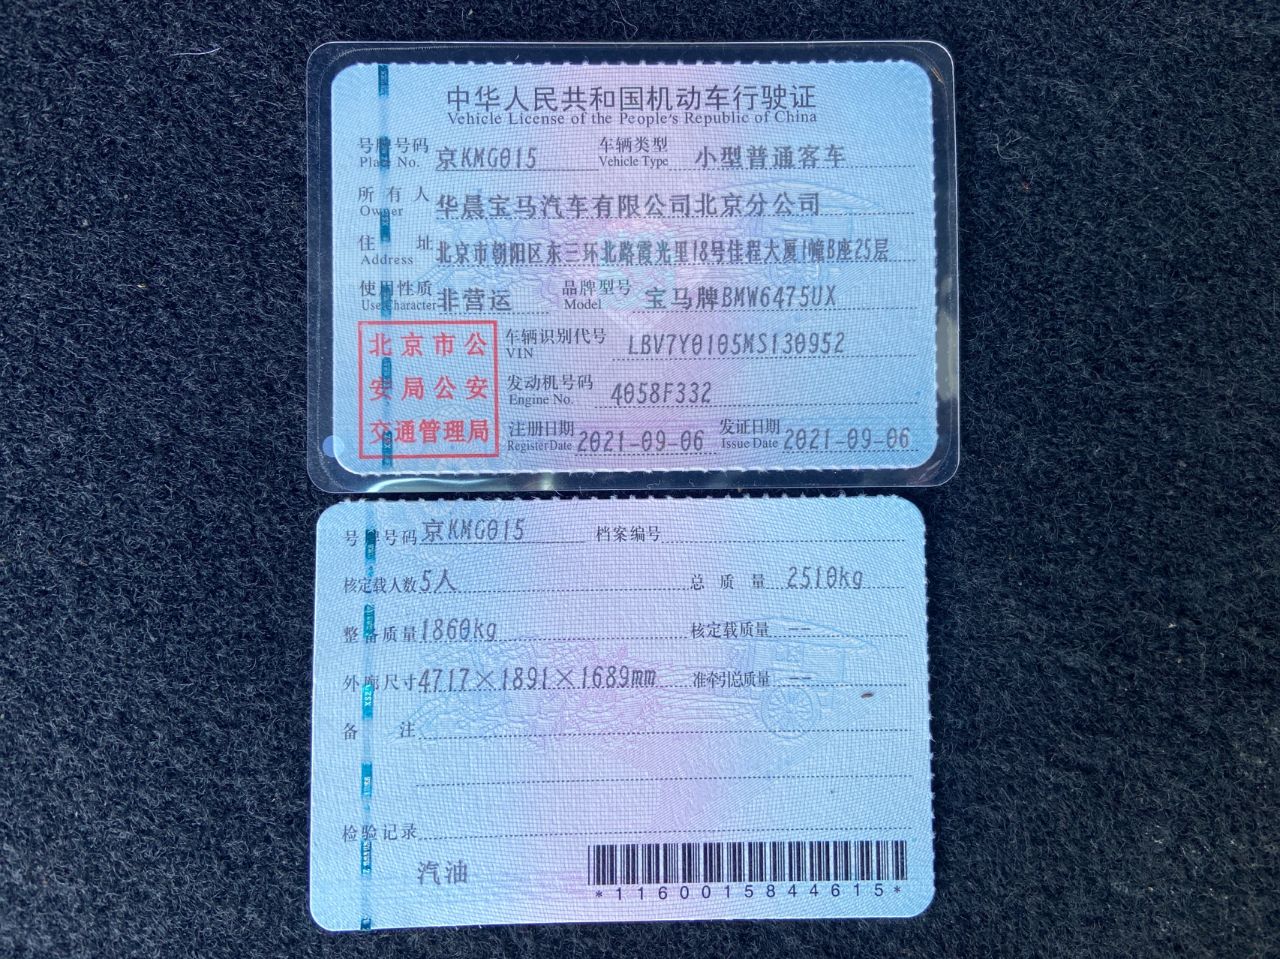 中华人民共和国机动车行驶证
Vehicle License of the People's Republic of China
号牌号码 京KMG015 车辆类型 小型普通客车
Plate No. Vehicle Type
所有人 华晨宝马汽车有限公司北京分公司
Owner
住址 北京市朝阳区东三环北路霞光里18号佳程大厦1幢B座25层
Address
使用性质 非营运 品牌型号 宝马牌BMW6475UX
Use Character Model
北京市公
安局公安
交通管理局
车辆识别代号 LBV7Y0105MS130952
VIN
发动机号码 4058F332
Engine No.
注册日期 2021-09-06 发证日期 2021-09-06
Register Date Issue Date
号牌号码 京KMG015 档案编号
核定载人数 5人 总质量 2510kg
整备质量 1860kg 核定载质量 --
外廓尺寸 4717×1891×1689mm 准牵引总质量 --
备注
检验记录
汽油
*1160015844615*